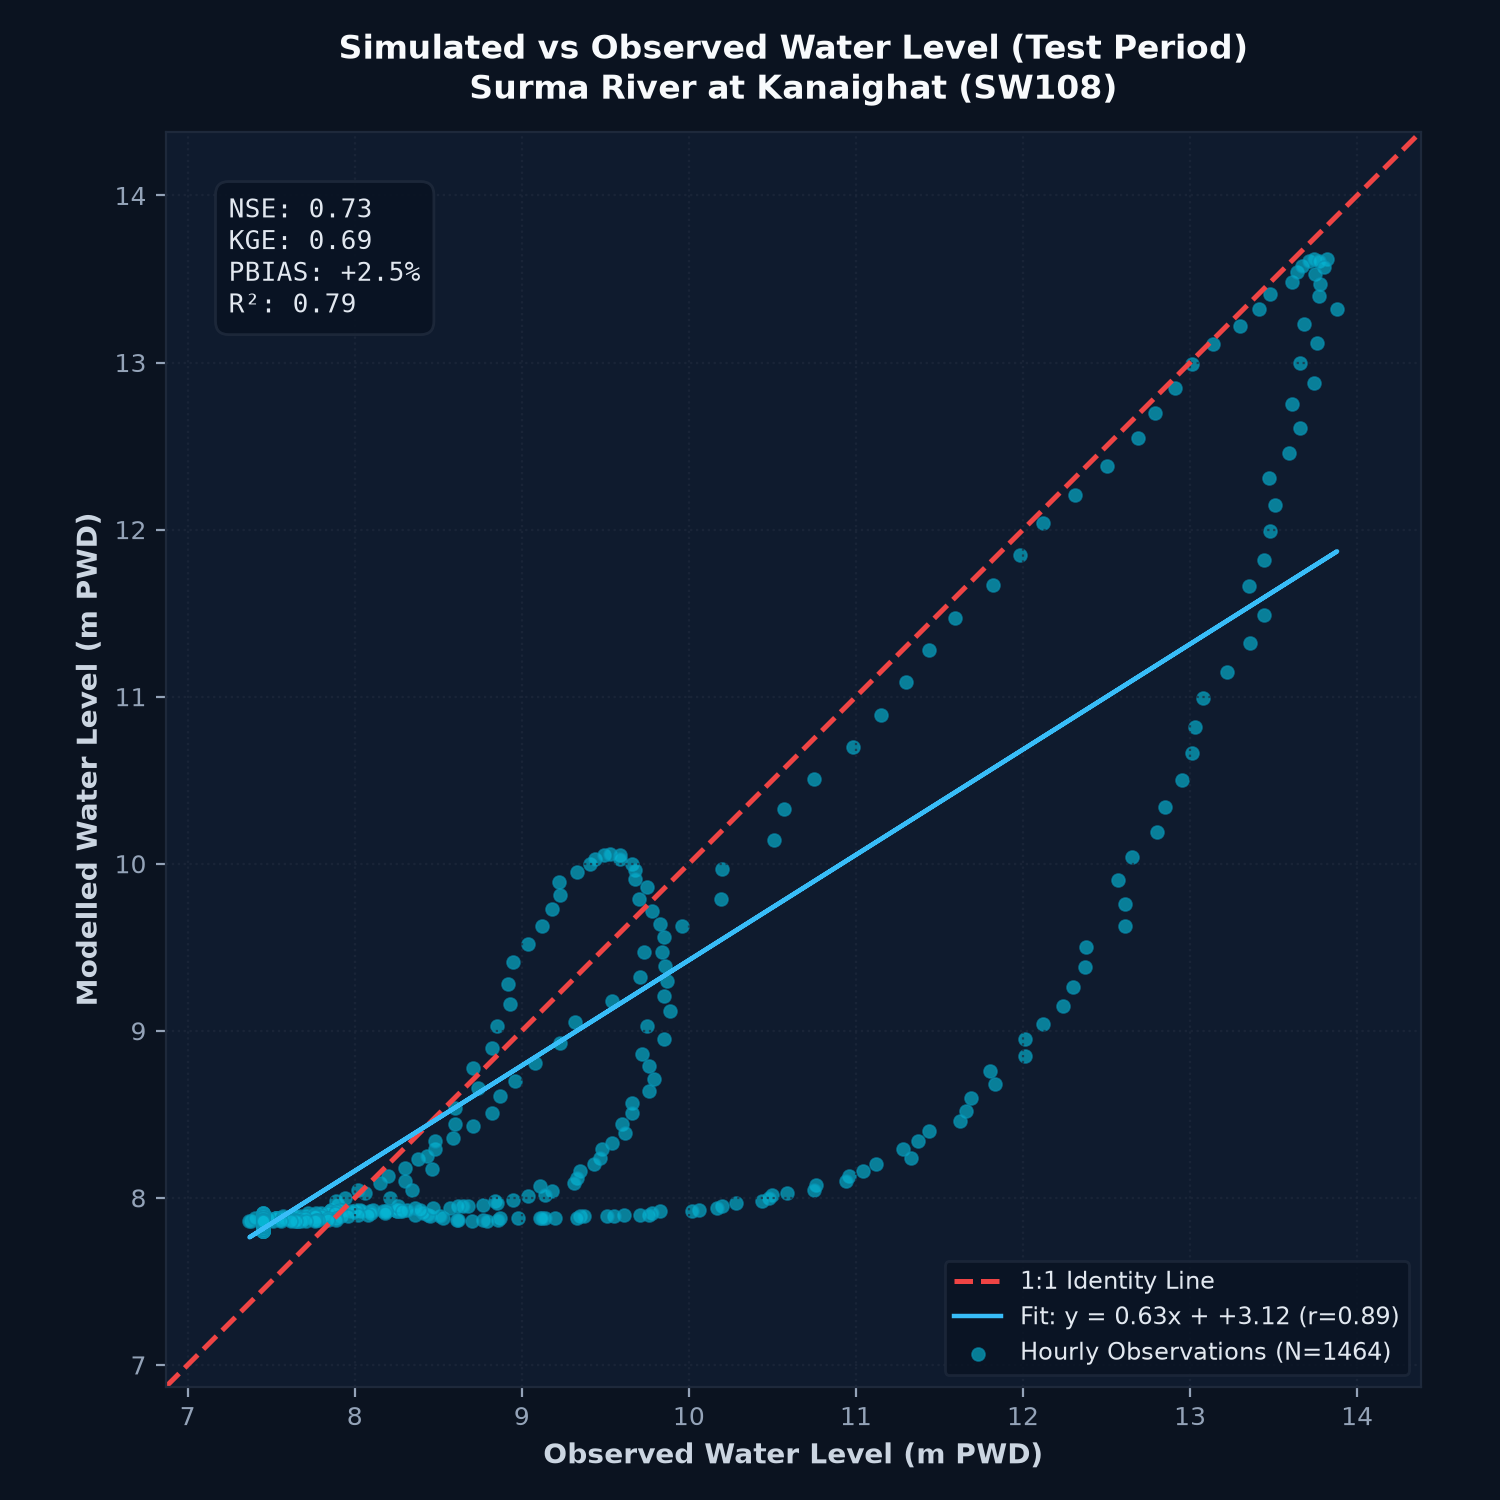 Simulated vs Observed Water Level (Test Period)
Surma River at Kanaighat (SW108)
NSE: 0.73
KGE: 0.69
PBIAS: +2.5%
R²: 0.79
Modelled Water Level (m PWD)
14
13
12
11
10
9
8
7
1:1 Identity Line
Fit: y = 0.63x + +3.12 (r=0.89)
Hourly Observations (N=1464)
7 8 9 10 11 12 13 14
Observed Water Level (m PWD)